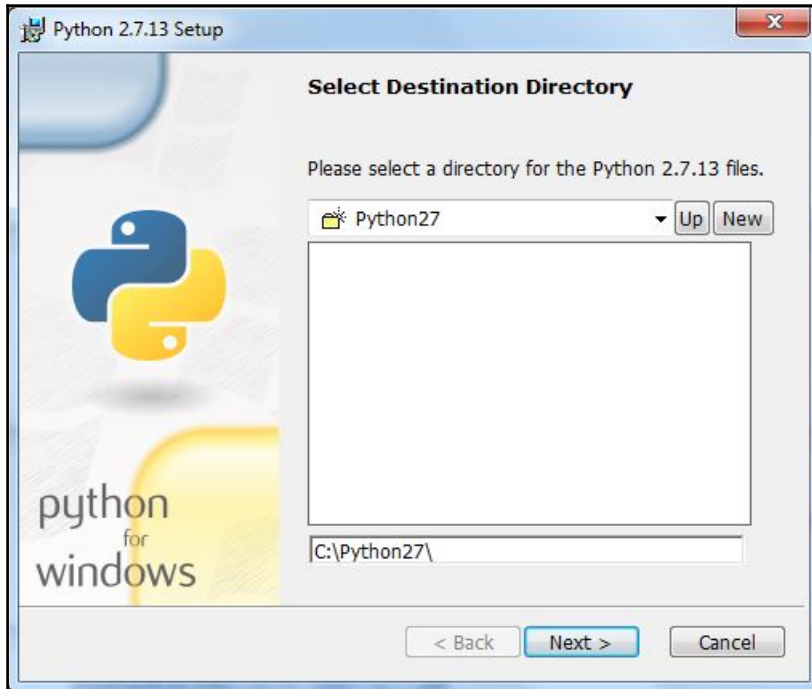 Python 2.7.13 Setup
x
Select Destination Directory
Please select a directory for the Python 2.7.13 files.
Python27
Up
New
C:\Python27\
python
for
windows
< Back
Next >
Cancel